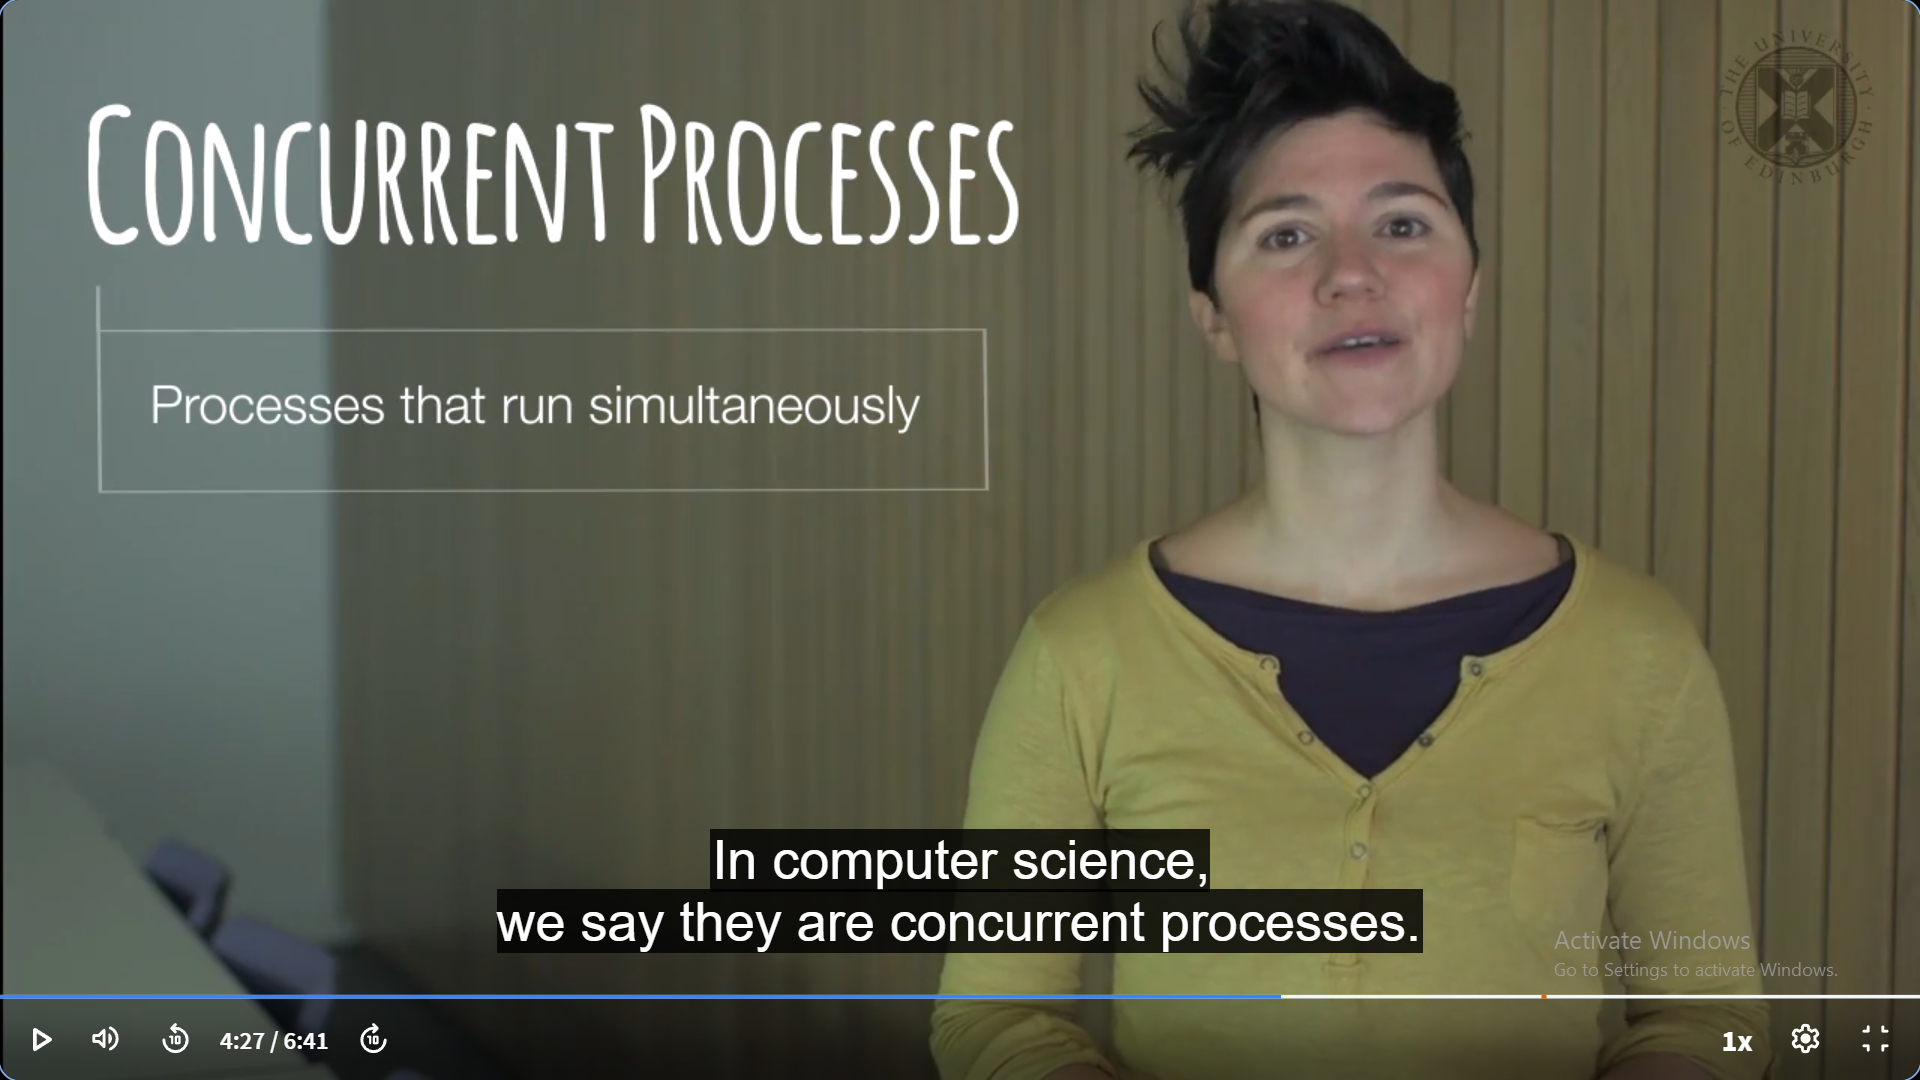 CONCURRENT PROCESSES
THE UNIVERSITY OF EDINBURGH
Processes that run simultaneously
In computer science,
we say they are concurrent processes.
Activate Windows
Go to Settings to activate Windows.
10
4:27 / 6:41
10
1x